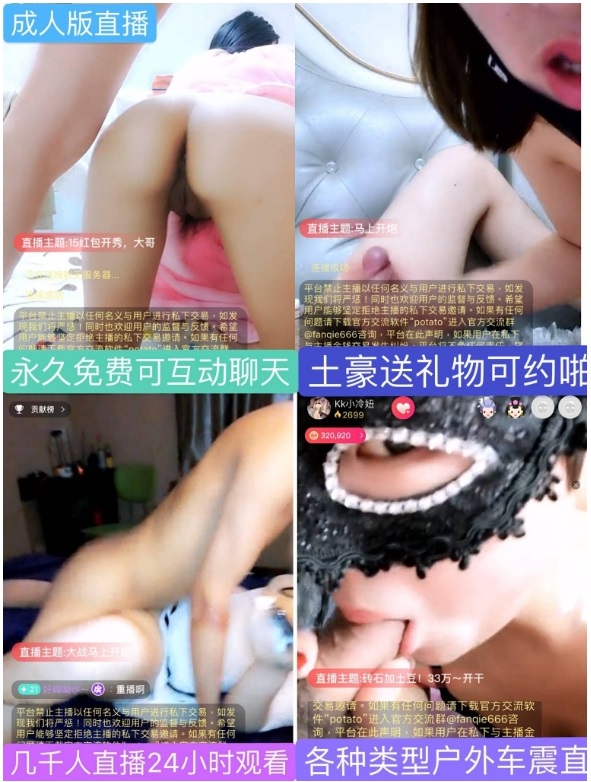 成人版直播
直播主题:15红包开秀，大哥
平台禁止主播以任何名义与用户进行私下交易，如发
现我们将严惩！同时也欢迎用户的监督与反馈。希望
用户能够坚定拒绝主播的私下交易邀请。如果有任何
永久免费可互动聊天
直播主题:马上开炮
连接成功
平台禁止主播以任何名义与用户进行私下交易，如发
现我们将严惩！同时也欢迎用户的监督与反馈。希望
用户能够坚定拒绝主播的私下交易邀请。如果有任何
问题请下载官方交流软件“potato”进入官方交流群
@fanqie666咨询，平台在此声明，如果用户在私下
土豪送礼物可约啪
贡献榜
直播主题:大战马上开
21
重播啊
平台禁止主播以任何名义与用户进行私下交易，如发
现我们将严惩！同时也欢迎用户的监督与反馈。希望
用户能够坚定拒绝主播的私下交易邀请。如果有任何
几千人直播24小时观看
Kk小冷妞
2699
320,920
直播主题:砖石加土豆！33万～开干
交易邀请。如果有任何问题请下载官方交流软
件“potato”进入官方交流群@fanqie666咨
询，平台在此声明，如果用户在私下与主播金
各种类型户外车震直